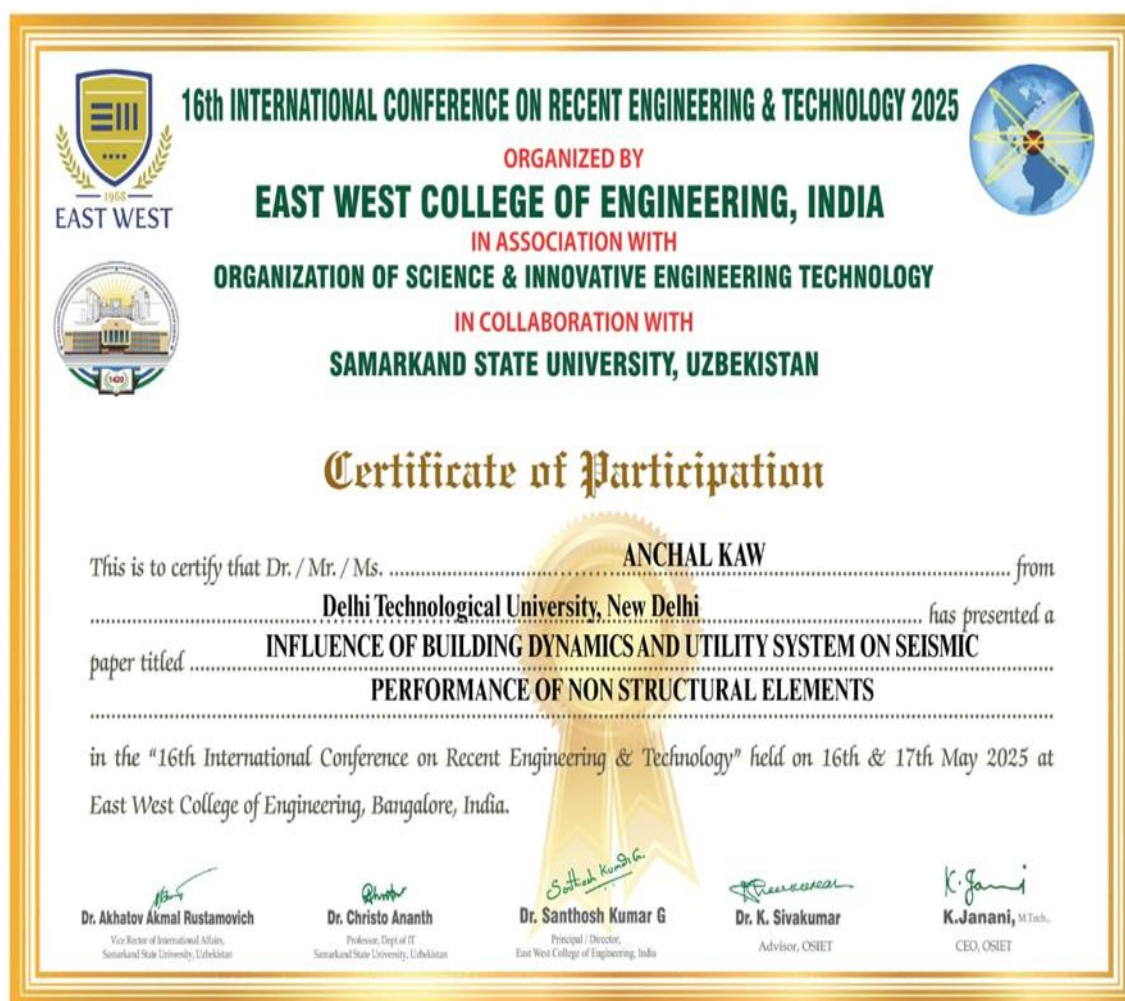 16th INTERNATIONAL CONFERENCE ON RECENT ENGINEERING & TECHNOLOGY 2025
ORGANIZED BY
EAST WEST COLLEGE OF ENGINEERING, INDIA
IN ASSOCIATION WITH
ORGANIZATION OF SCIENCE & INNOVATIVE ENGINEERING TECHNOLOGY
IN COLLABORATION WITH
SAMARKAND STATE UNIVERSITY, UZBEKISTAN
1968
EAST WEST
1420
Certificate of Participation
This is to certify that Dr. / Mr. / Ms. ANCHAL KAW from
Delhi Technological University, New Delhi has presented a
paper titled INFLUENCE OF BUILDING DYNAMICS AND UTILITY SYSTEM ON SEISMIC
PERFORMANCE OF NON STRUCTURAL ELEMENTS
in the "16th International Conference on Recent Engineering & Technology" held on 16th & 17th May 2025 at
East West College of Engineering, Bangalore, India.
Santhosh Kumar G.
K. Jani
Dr. Akhatov Akmal Rustamovich
Vice Rector of International Affairs,
Samarkand State University, Uzbekistan
Dr. Christo Ananth
Professor, Dept of IT
Samarkand State University, Uzbekistan
Dr. Santhosh Kumar G
Principal / Director,
East West College of Engineering, India
Dr. K. Sivakumar
Advisor, OSIET
K.Janani, M.Tech.,
CEO, OSIET